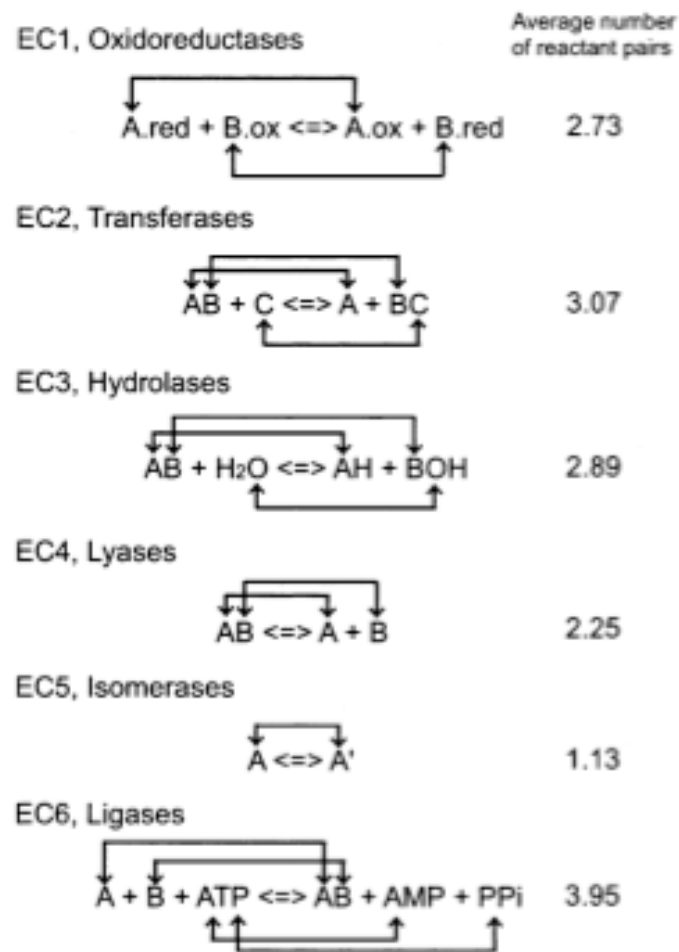 Average number
of reactant pairs
EC1, Oxidoreductases
A.red + B.ox <=> A.ox + B.red 2.73
EC2, Transferases
AB + C <=> A + BC 3.07
EC3, Hydrolases
AB + H2O <=> AH + BOH 2.89
EC4, Lyases
AB <=> A + B 2.25
EC5, Isomerases
A <=> A' 1.13
EC6, Ligases
A + B + ATP <=> AB + AMP + PPi 3.95